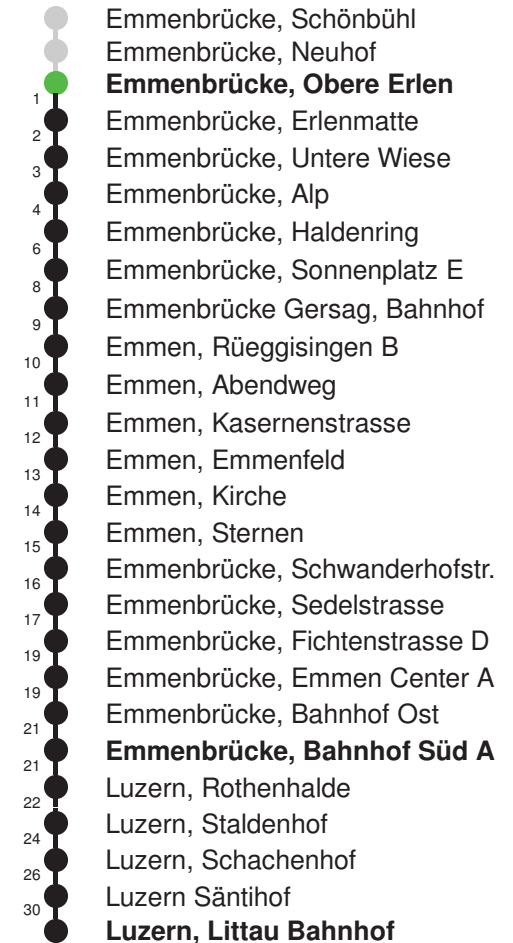 Emmenbrücke, Schönbühl
Emmenbrücke, Neuhof
Emmenbrücke, Obere Erlen
1
Emmenbrücke, Erlenmatte
2
Emmenbrücke, Untere Wiese
3
Emmenbrücke, Alp
4
Emmenbrücke, Haldenring
6
Emmenbrücke, Sonnenplatz E
8
Emmenbrücke Gersag, Bahnhof
9
Emmen, Rüeggisingen B
10
Emmen, Abendweg
11
Emmen, Kasernenstrasse
12
Emmen, Emmenfeld
13
Emmen, Kirche
14
Emmen, Sternen
15
Emmenbrücke, Schwanderhofstr.
16
Emmenbrücke, Sedelstrasse
17
Emmenbrücke, Fichtenstrasse D
19
Emmenbrücke, Emmen Center A
19
Emmenbrücke, Bahnhof Ost
21
Emmenbrücke, Bahnhof Süd A
21
Luzern, Rothenhalde
22
Luzern, Staldenhof
24
Luzern, Schachenhof
26
Luzern Säntihof
30
Luzern, Littau Bahnhof